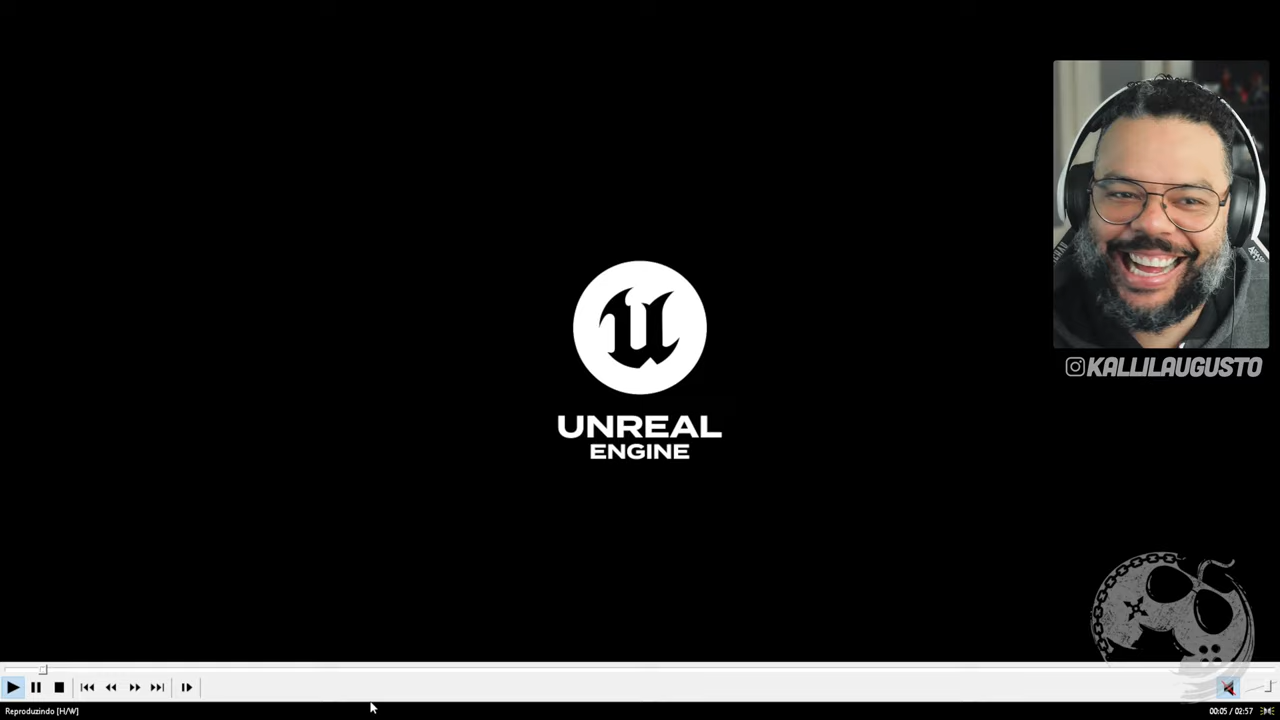 UNREAL
ENGINE
KALLILAUGUSTO
Reproduzindo [H/W]
00:05 / 02:57